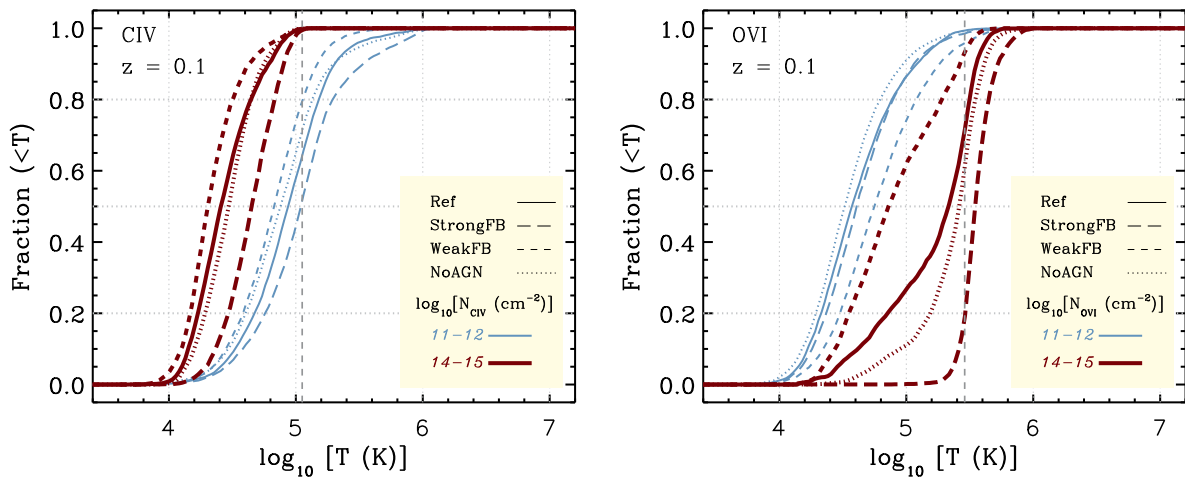 CIV
z = 0.1
Fraction (<T)
1.0
0.8
0.6
0.4
0.2
0.0
Ref
StrongFB
WeakFB
NoAGN
log10[NCIV (cm−2)]
11−12
14−15
4 5 6 7
log10 [T (K)]
OVI
z = 0.1
Fraction (<T)
1.0
0.8
0.6
0.4
0.2
0.0
Ref
StrongFB
WeakFB
NoAGN
log10[NOVI (cm−2)]
11−12
14−15
4 5 6 7
log10 [T (K)]